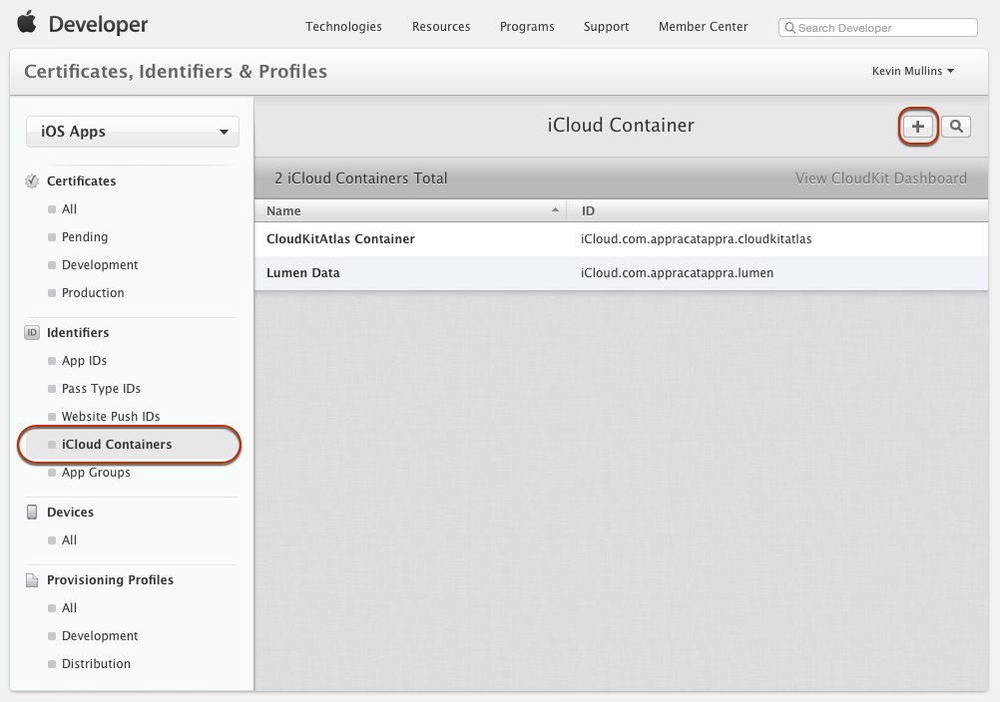 Developer
Technologies Resources Programs Support Member Center Search Developer
Certificates, Identifiers & Profiles
Kevin Mullins
iOS Apps
Certificates
All
Pending
Development
Production
ID Identifiers
App IDs
Pass Type IDs
Website Push IDs
iCloud Containers
App Groups
Devices
All
Provisioning Profiles
All
Development
Distribution
iCloud Container
2 iCloud Containers Total View CloudKit Dashboard
Name ID
CloudKitAtlas Container iCloud.com.appracatappra.cloudkitatlas
Lumen Data iCloud.com.appracatappra.lumen